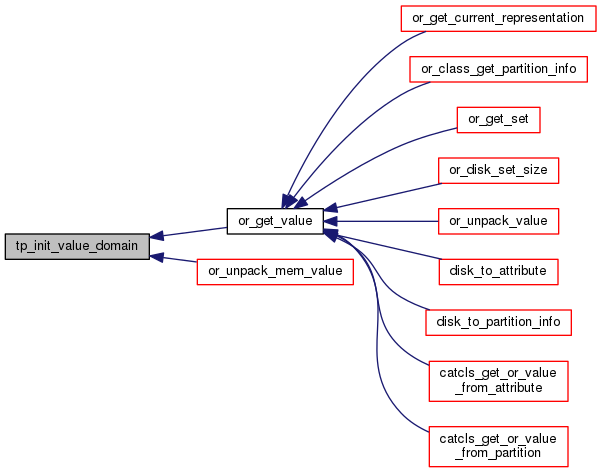 or_get_current_representation
or_class_get_partition_info
or_get_set
or_disk_set_size
or_get_value
or_unpack_value
tp_init_value_domain
or_unpack_mem_value
disk_to_attribute
disk_to_partition_info
catcls_get_or_value
_from_attribute
catcls_get_or_value
_from_partition